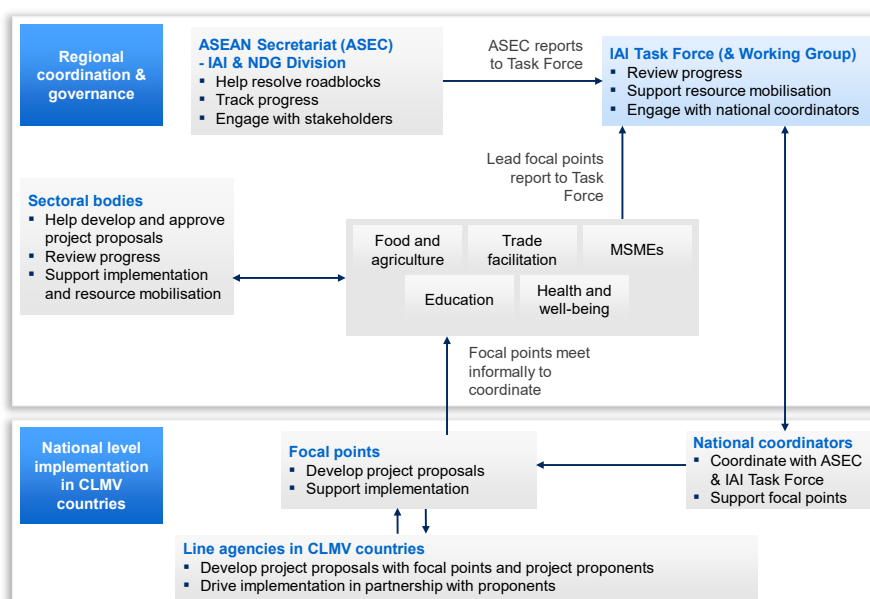 Regional
coordination &
governance
ASEAN Secretariat (ASEC)
- IAI & NDG Division
▪ Help resolve roadblocks
▪ Track progress
▪ Engage with stakeholders
ASEC reports
to Task Force
IAI Task Force (& Working Group)
▪ Review progress
▪ Support resource mobilisation
▪ Engage with national coordinators
Lead focal points
report to Task
Force
Sectoral bodies
▪ Help develop and approve
project proposals
▪ Review progress
▪ Support implementation
and resource mobilisation
Food and
agriculture
Trade
facilitation
MSMEs
Education
Health and
well-being
Focal points meet
informally to
coordinate
National level
implementation
in CLMV
countries
Focal points
▪ Develop project proposals
▪ Support implementation
National coordinators
▪ Coordinate with ASEC
& IAI Task Force
▪ Support focal points
Line agencies in CLMV countries
▪ Develop project proposals with focal points and project proponents
▪ Drive implementation in partnership with proponents